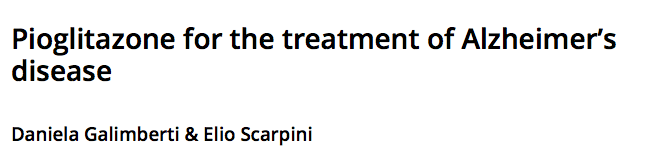 Pioglitazone for the treatment of Alzheimer’s
disease
Daniela Galimberti & Elio Scarpini